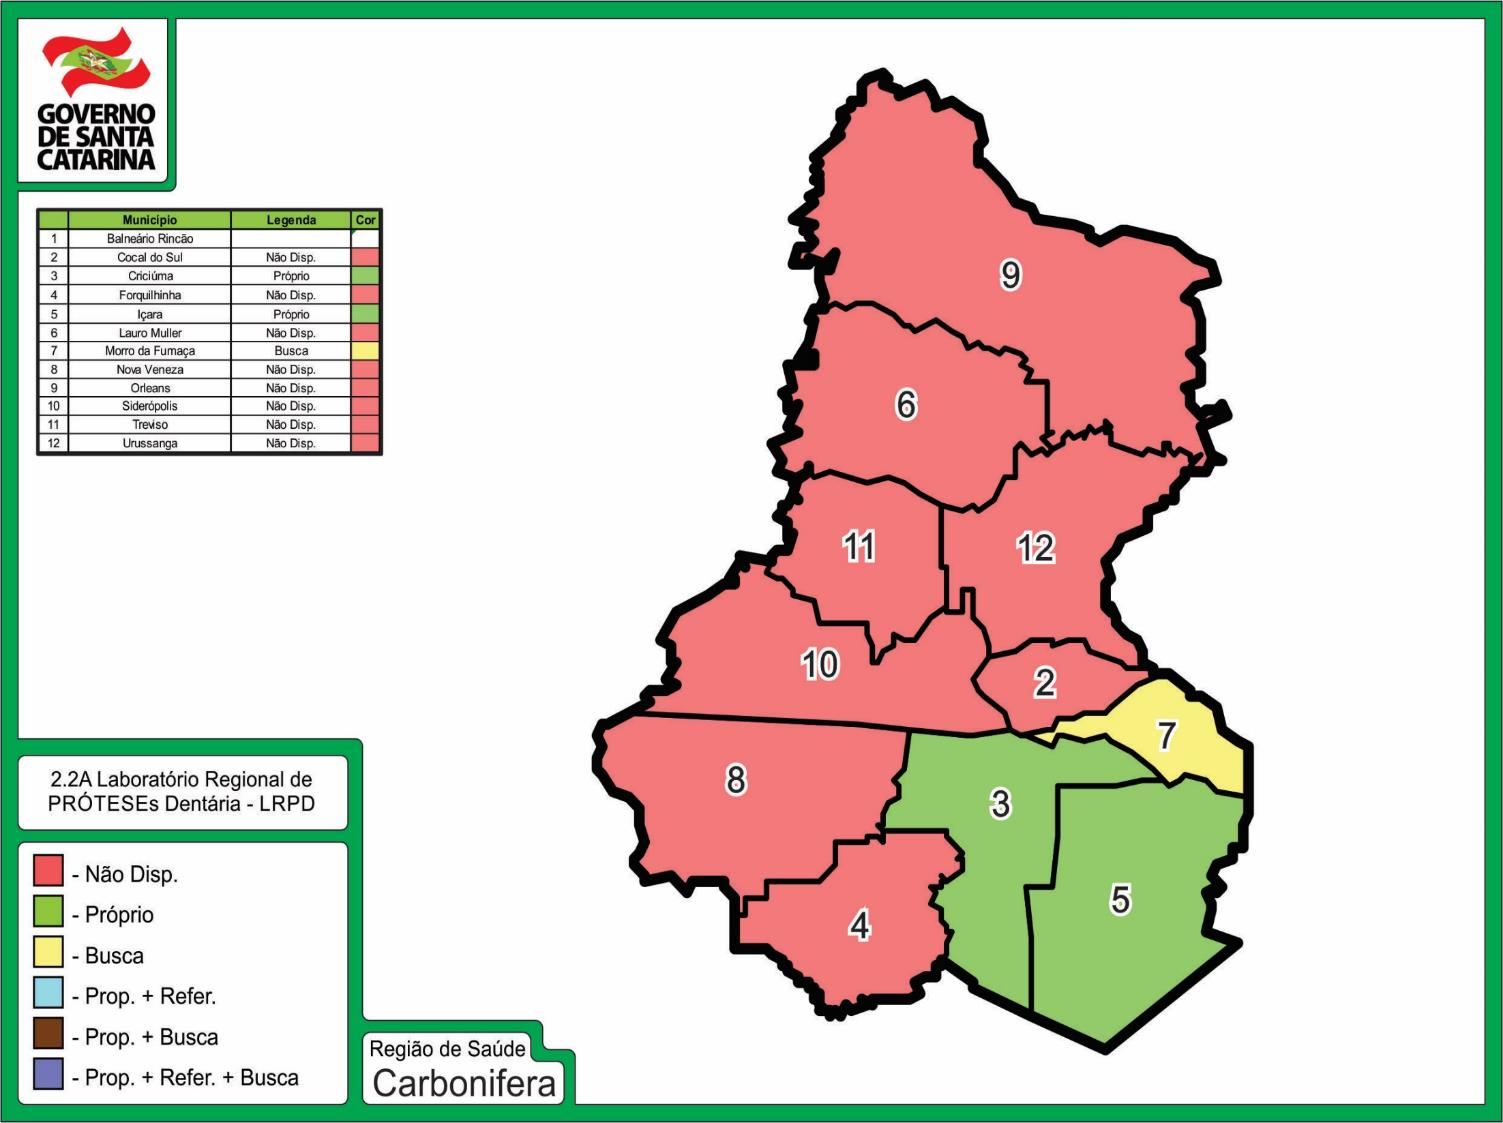 GOVERNO
DE SANTA
CATARINA
Município Legenda Cor
1 Balneário Rincão
2 Cocal do Sul Não Disp.
3 Criciúma Próprio
4 Forquilhinha Não Disp.
5 Içara Próprio
6 Lauro Muller Não Disp.
7 Morro da Fumaça Busca
8 Nova Veneza Não Disp.
9 Orleans Não Disp.
10 Siderópolis Não Disp.
11 Treviso Não Disp.
12 Urussanga Não Disp.
9
6
11
12
10
2
7
8
3
5
4
2.2A Laboratório Regional de
PRÓTESEs Dentária - LRPD
- Não Disp.
- Próprio
- Busca
- Prop. + Refer.
- Prop. + Busca
- Prop. + Refer. + Busca
Região de Saúde
Carbonifera